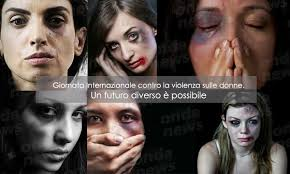 Giornata Internazionale contro la violenza sulle donne.
Un futuro diverso è possibile